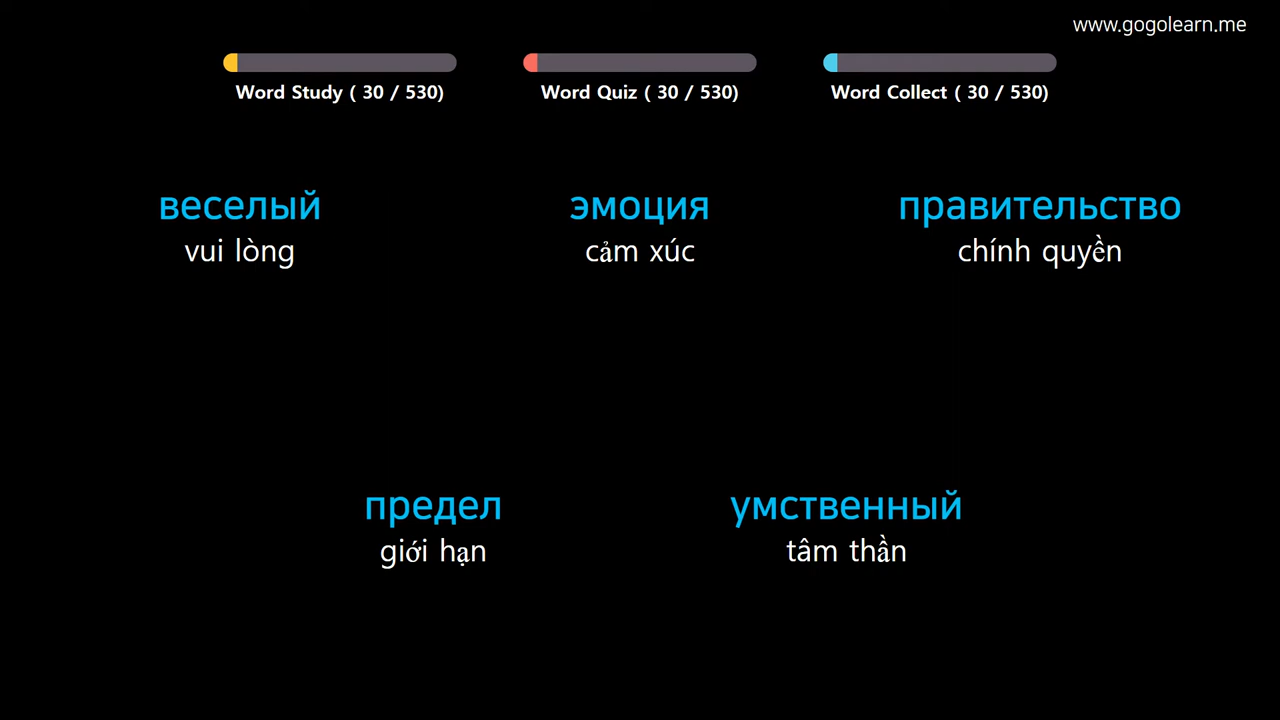 www.gogolearn.me
Word Study ( 30 / 530)
Word Quiz ( 30 / 530)
Word Collect ( 30 / 530)
веселый
vui lòng
эмоция
cảm xúc
правительство
chính quyền
предел
giới hạn
умственный
tâm thần